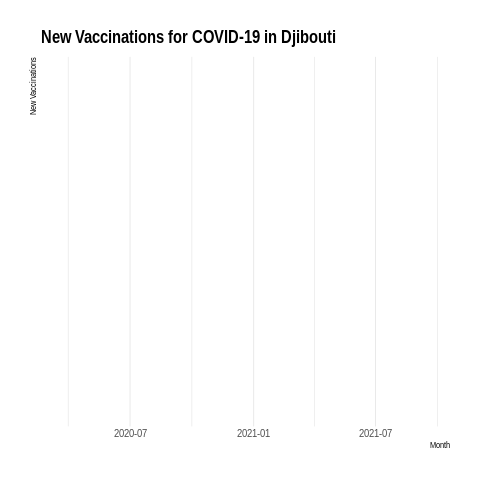 New Vaccinations for COVID-19 in Djibouti
New Vaccinations
2020-07
2021-01
2021-07
Month